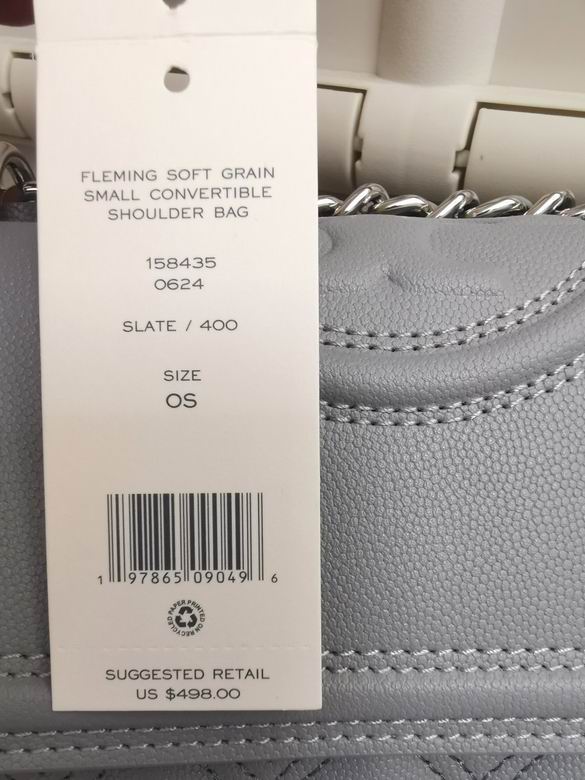 FLEMING SOFT GRAIN
SMALL CONVERTIBLE
SHOULDER BAG
158435
0624
SLATE / 400
SIZE
OS
1 97865 09049 6
PAPER PRINTED ON RECYCLED
SUGGESTED RETAIL
US $498.00